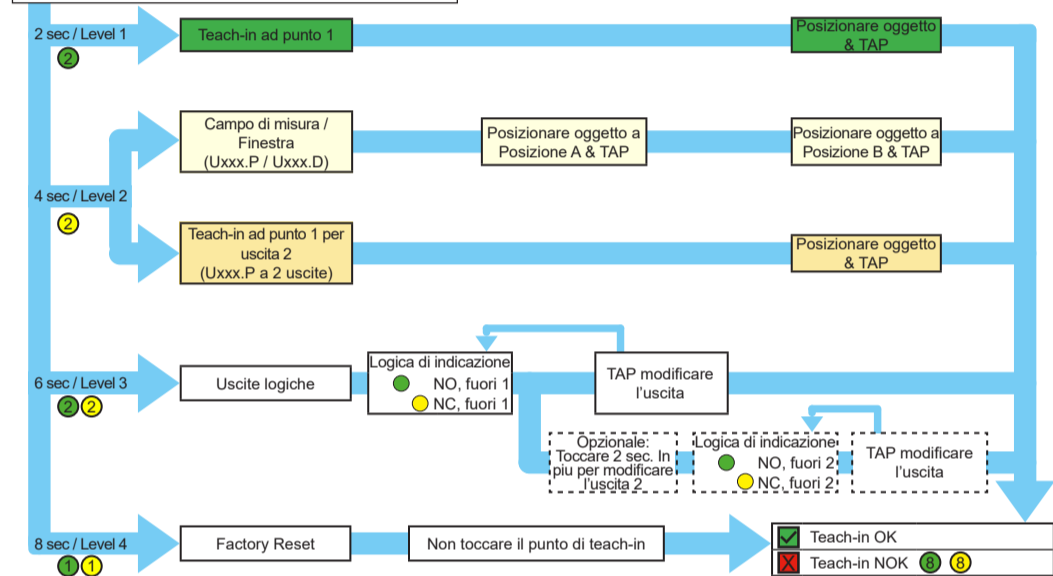 2 sec / Level 1
2
Teach-in ad punto 1
Posizionare oggetto
& TAP
Campo di misura /
Finestra
(Uxxx.P / Uxxx.D)
Posizionare oggetto a
Posizione A & TAP
Posizionare oggetto a
Posizione B & TAP
4 sec / Level 2
2
Teach-in ad punto 1 per
uscita 2
(Uxxx.P a 2 uscite)
Posizionare oggetto
& TAP
6 sec / Level 3
2 2
Uscite logiche
Logica di indicazione
NO, fuori 1
NC, fuori 1
TAP modificare
l'uscita
Opzionale:
Toccare 2 sec. In
piu per modificare
l'uscita 2
Logica di indicazione
NO, fuori 2
NC, fuori 2
TAP modificare
l'uscita
8 sec / Level 4
1 1
Factory Reset
Non toccare il punto di teach-in
Teach-in OK
Teach-in NOK 8 8